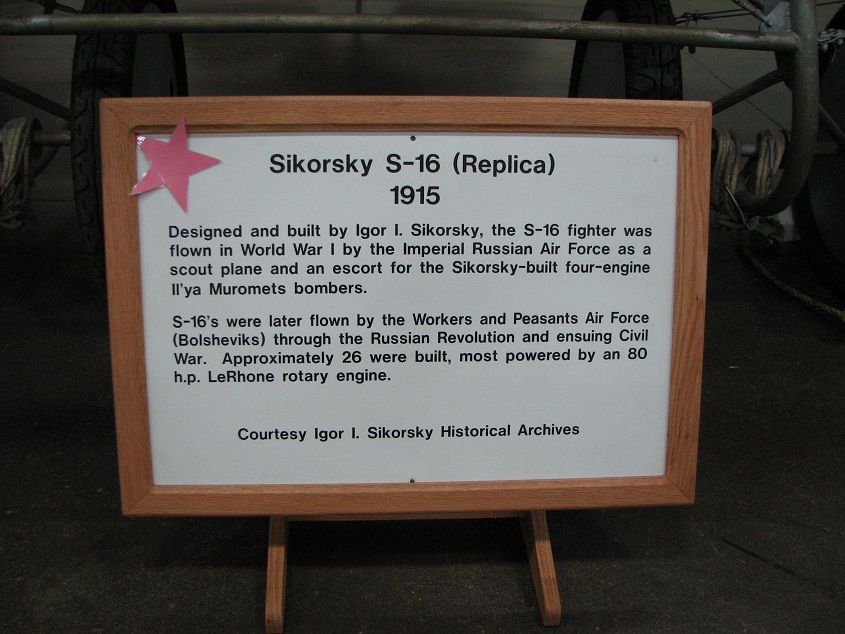 Sikorsky S-16 (Replica)
1915
Designed and built by Igor I. Sikorsky, the S-16 fighter was
flown in World War I by the Imperial Russian Air Force as a
scout plane and an escort for the Sikorsky-built four-engine
Il'ya Muromets bombers.
S-16's were later flown by the Workers and Peasants Air Force
(Bolsheviks) through the Russian Revolution and ensuing Civil
War. Approximately 26 were built, most powered by an 80
h.p. LeRhone rotary engine.
Courtesy Igor I. Sikorsky Historical Archives